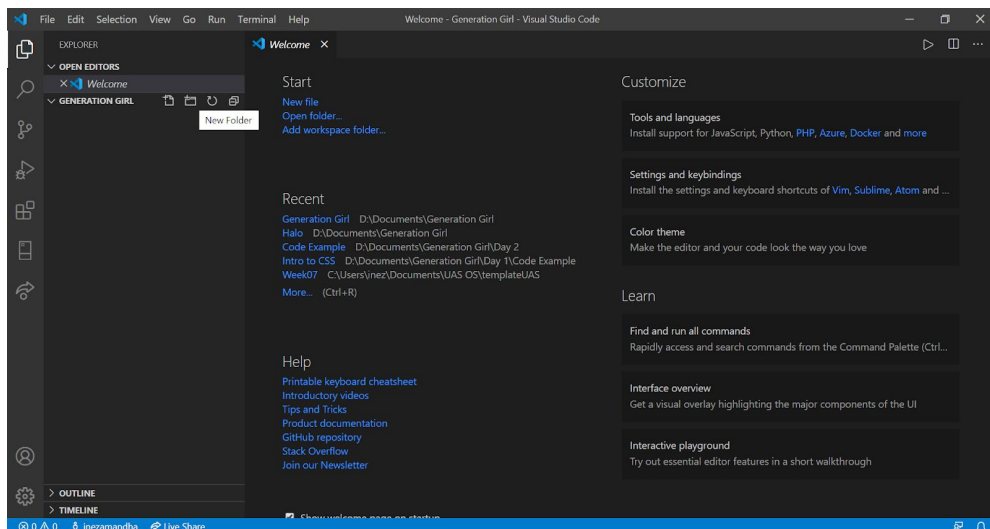 File Edit Selection View Go Run Terminal Help
Welcome - Generation Girl - Visual Studio Code
EXPLORER
OPEN EDITORS
Welcome
GENERATION GIRL
New Folder
OUTLINE
TIMELINE
Welcome
Start
New file
Open folder...
Add workspace folder...
Recent
Generation Girl D:\Documents\Generation Girl
Halo D:\Documents\Generation Girl
Code Example D:\Documents\Generation Girl\Day 2
Intro to CSS D:\Documents\Generation Girl\Day 1\Code Example
Week07 C:\Users\inez\Documents\UAS OS\templateUAS
More... (Ctrl+R)
Help
Printable keyboard cheatsheet
Introductory videos
Tips and Tricks
Product documentation
GitHub repository
Stack Overflow
Join our Newsletter
Show welcome page on startup
Customize
Tools and languages
Install support for JavaScript, Python, PHP, Azure, Docker and more
Settings and keybindings
Install the settings and keyboard shortcuts of Vim, Sublime, Atom and ...
Color theme
Make the editor and your code look the way you love
Learn
Find and run all commands
Rapidly access and search commands from the Command Palette (Ctrl...
Interface overview
Get a visual overlay highlighting the major components of the UI
Interactive playground
Try out essential editor features in a short walkthrough
0 0 inezamandha Live Share